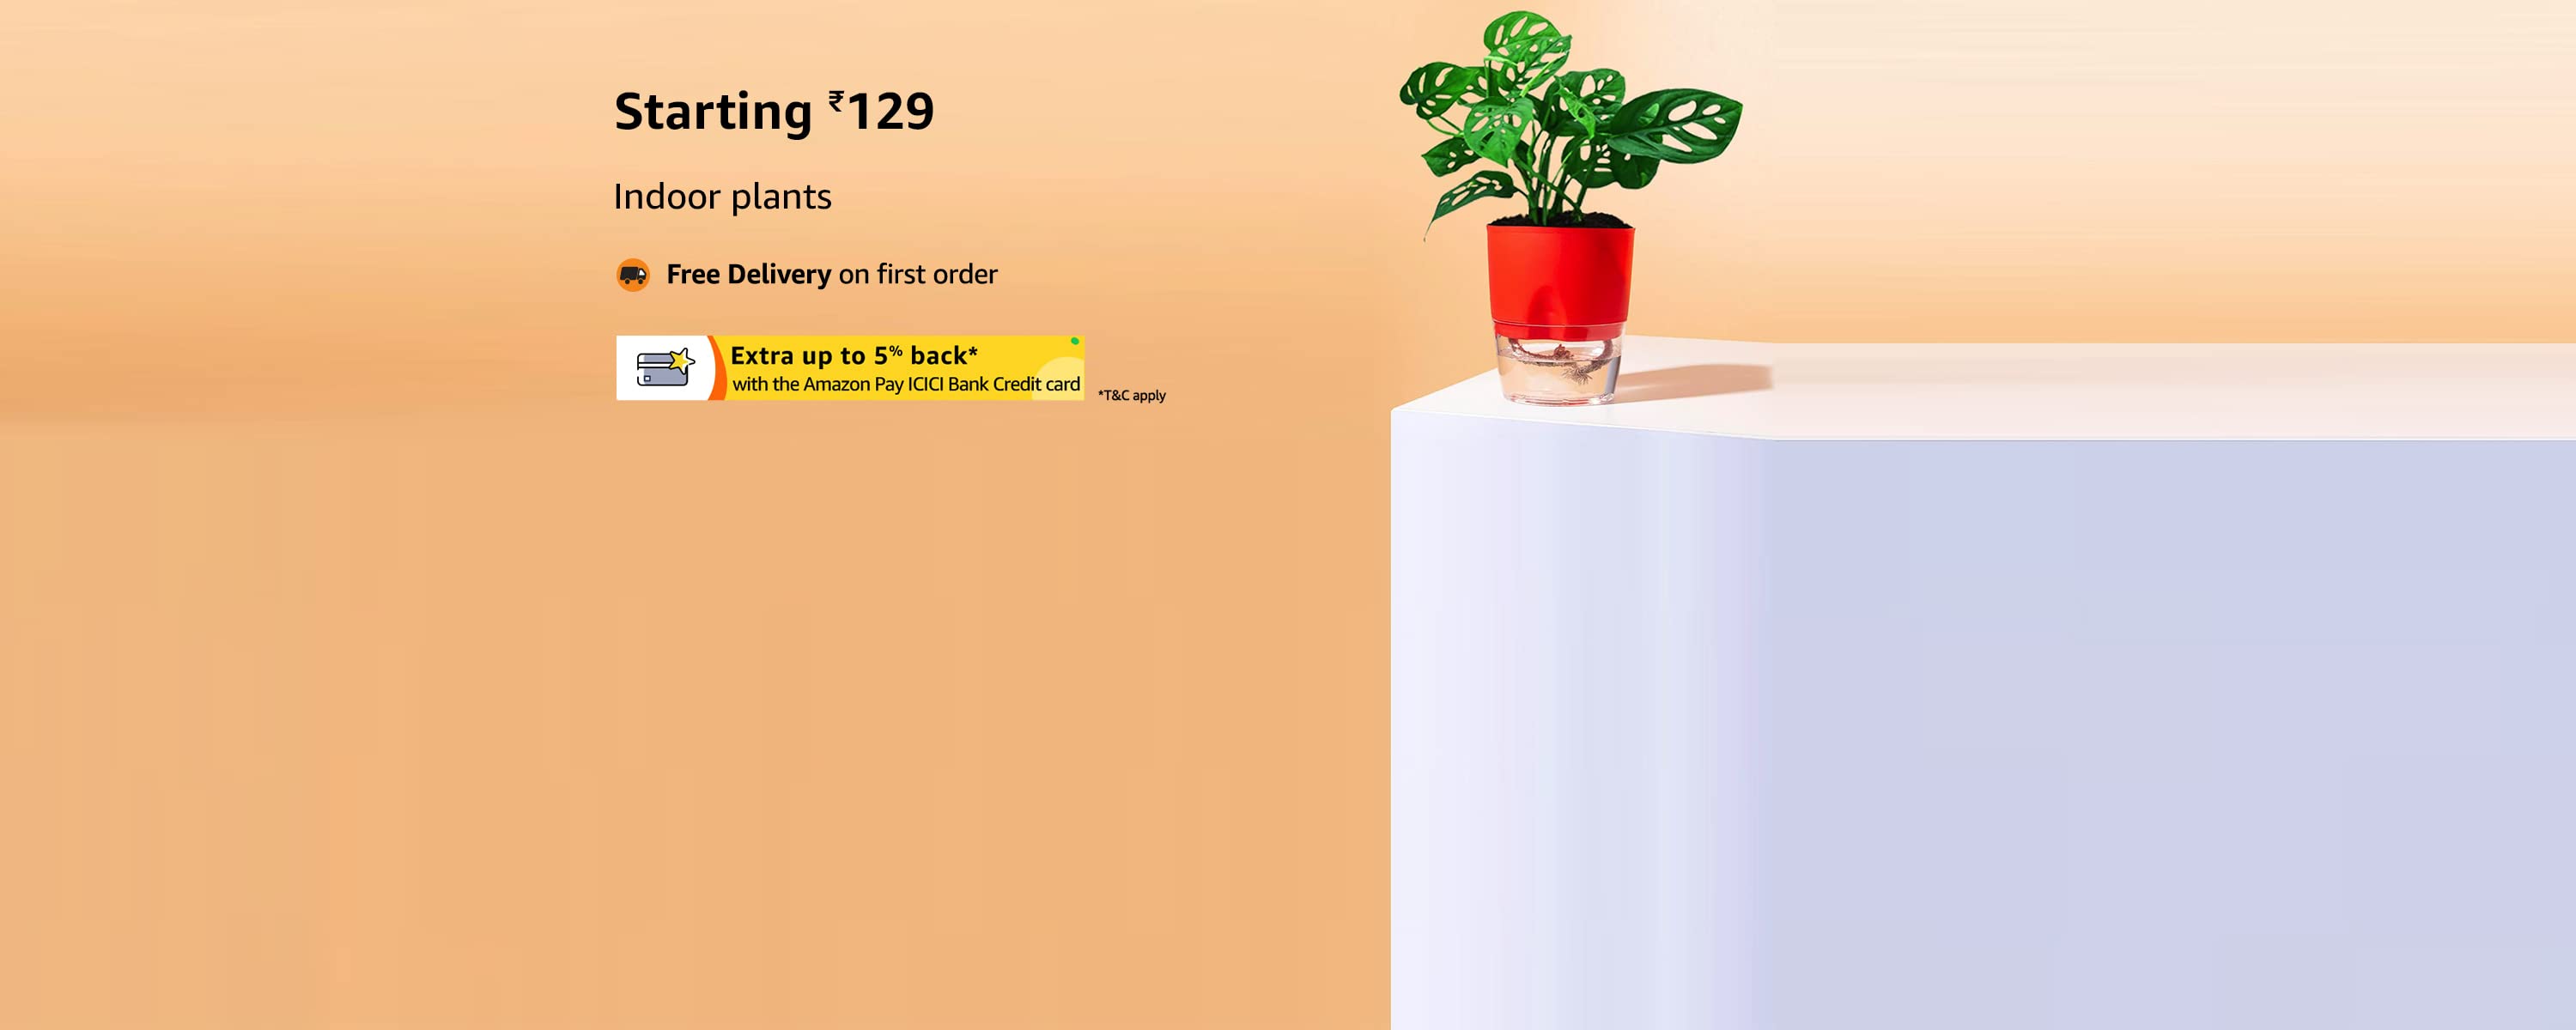 Starting ₹129
Indoor plants
Free Delivery on first order
Extra up to 5% back*
with the Amazon Pay ICICI Bank Credit card
*T&C apply